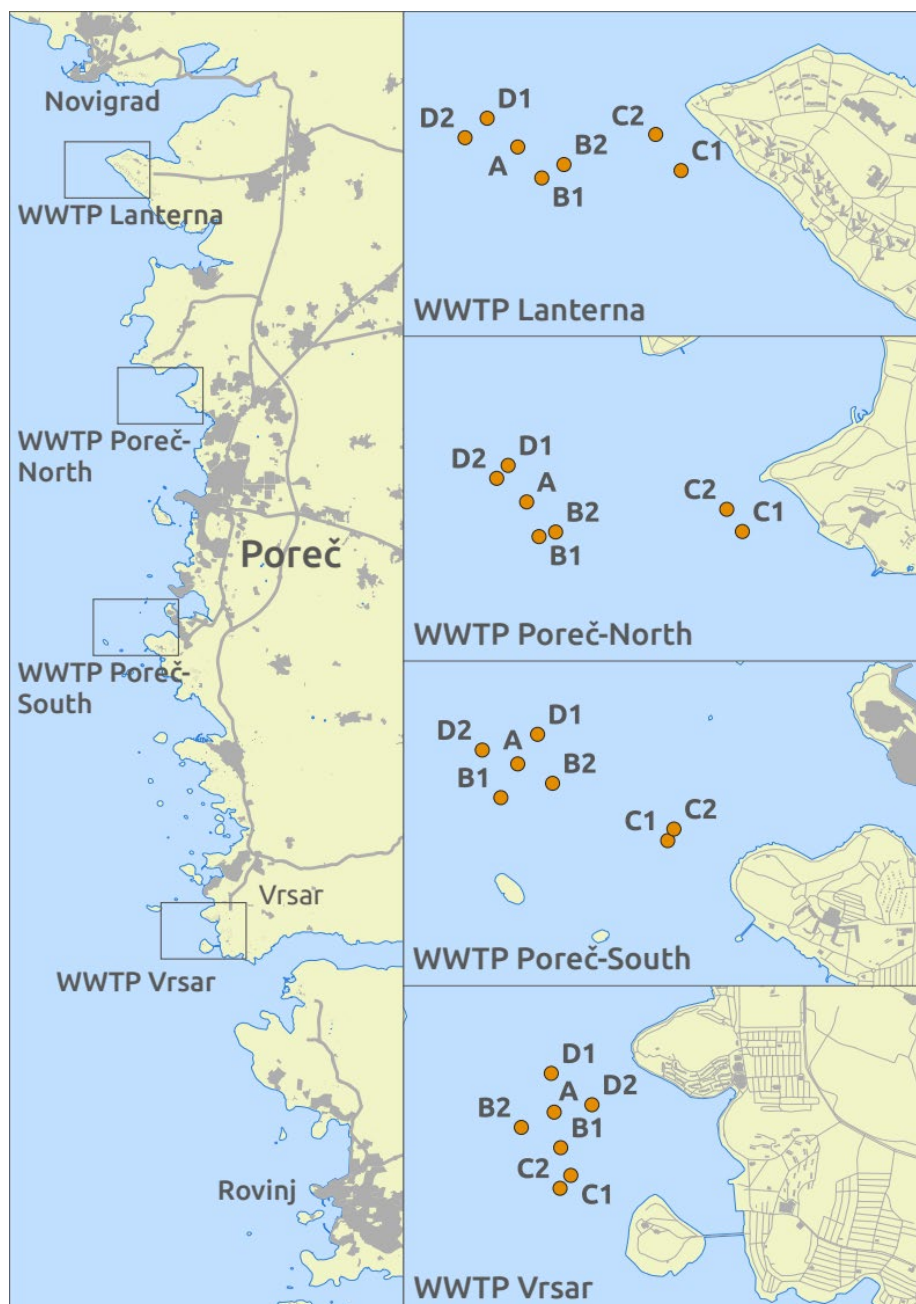 Novigrad
WWTP Lanterna
WWTP Poreč-
North
Poreč
WWTP Poreč-
South
Vrsar
WWTP Vrsar
Rovinj
D1
D2
C2
B2
A
C1
B1
WWTP Lanterna
D1
D2
A
C2
B2
C1
B1
WWTP Poreč-North
D1
D2
A
B2
B1
C1
C2
WWTP Poreč-South
D1
A
D2
B2
B1
C2
C1
WWTP Vrsar